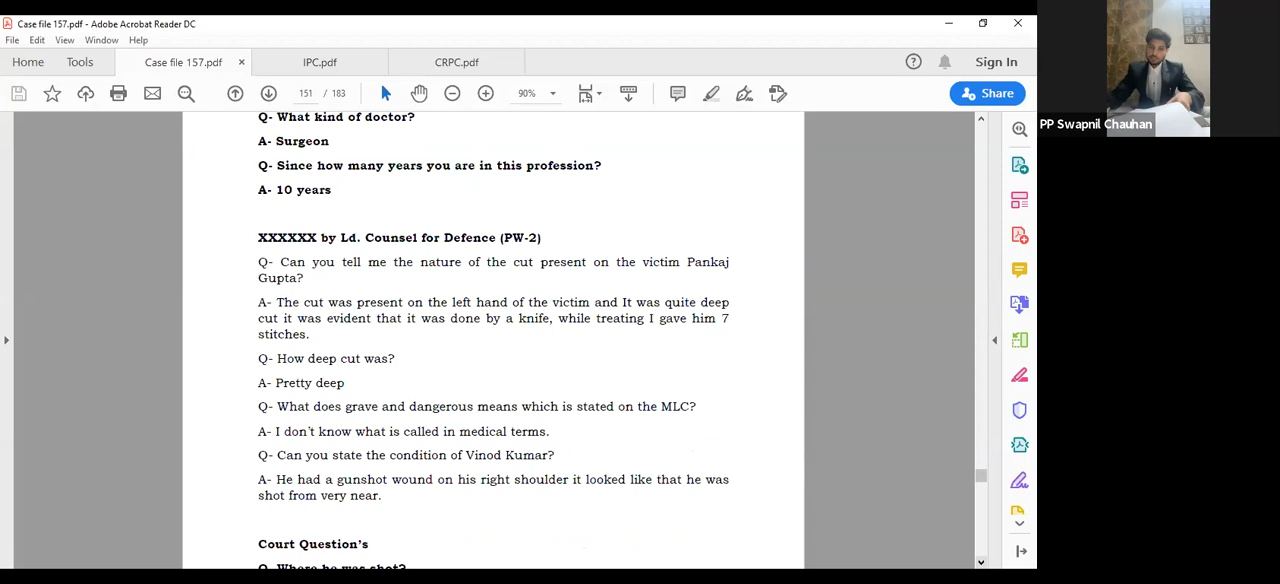 Case file 157.pdf - Adobe Acrobat Reader DC
File Edit View Window Help
Home Tools Case file 157.pdf × IPC.pdf CRPC.pdf Sign In
151 / 183 90% Share
PP Swapnil Chauhan
Q- What kind of doctor?
A- Surgeon
Q- Since how many years you are in this profession?
A- 10 years
XXXXXX by Ld. Counsel for Defence (PW-2)
Q- Can you tell me the nature of the cut present on the victim Pankaj
Gupta?
A- The cut was present on the left hand of the victim and It was quite deep
cut it was evident that it was done by a knife, while treating I gave him 7
stitches.
Q- How deep cut was?
A- Pretty deep
Q- What does grave and dangerous means which is stated on the MLC?
A- I don't know what is called in medical terms.
Q- Can you state the condition of Vinod Kumar?
A- He had a gunshot wound on his right shoulder it looked like that he was
shot from very near.
Court Question's
Q- Where he was shot?